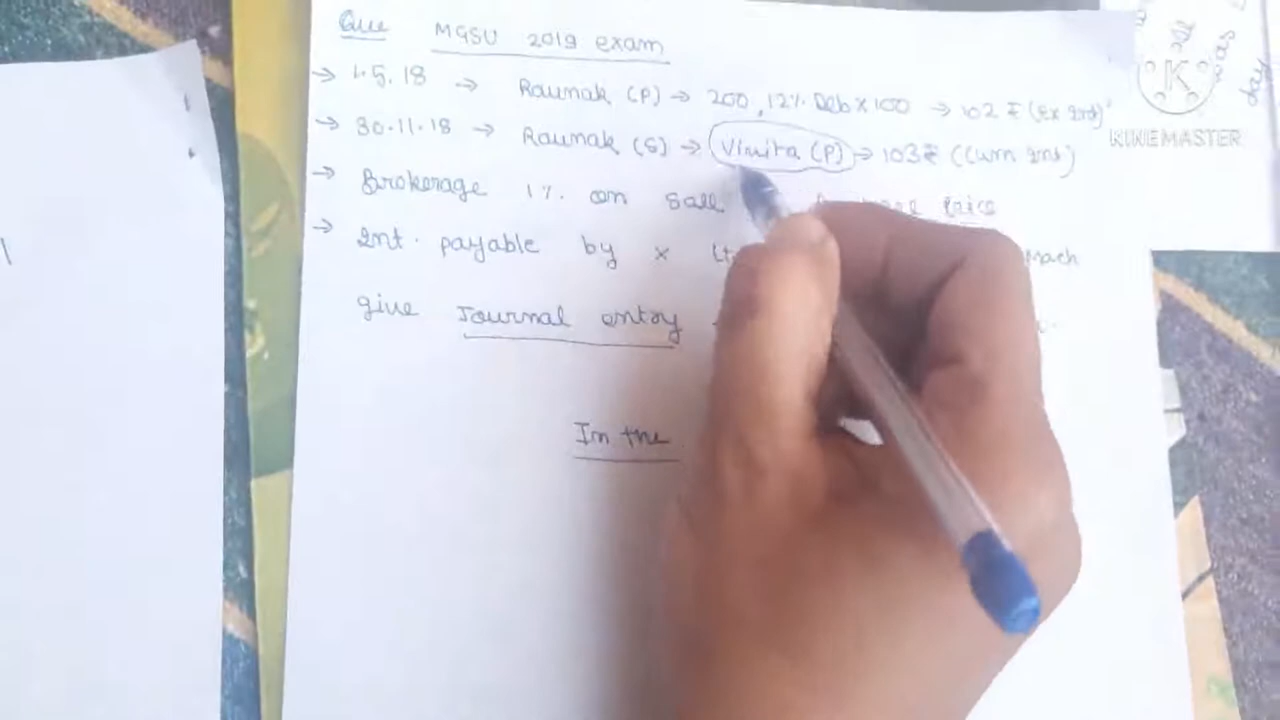 Que MGSU 2019 exam
→ 1.5.18 → Raunak (P) → 200, 12% Deb x 100 → 102 ₹ (Ex Int)
→ 30.11.18 → Raunak (S) → Vinita (P) → 103 ₹ (Cum Int)
→ Brokerage 1% on Sale
→ Int. payable by x
give Journal entry
In the
K
KINEMASTER